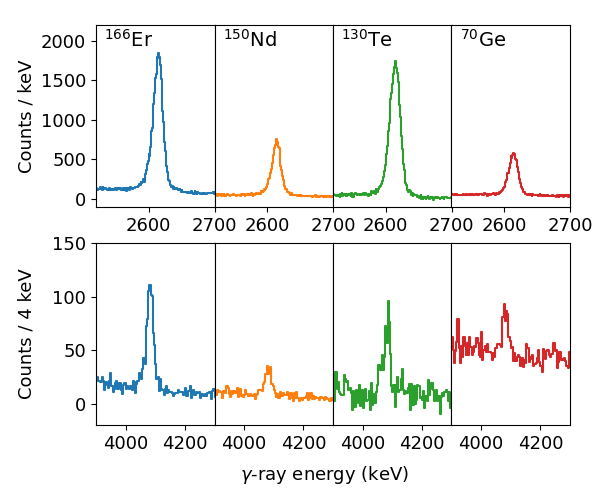 ¹⁶⁶Er ¹⁵⁰Nd ¹³⁰Te ⁷⁰Ge
Counts / keV
2000
1500
1000
500
0
2600 2700 2600 2700 2600 2700 2600 2700
Counts / 4 keV
150
100
50
0
4000 4200 4000 4200 4000 4200 4000 4200
γ-ray energy (keV)